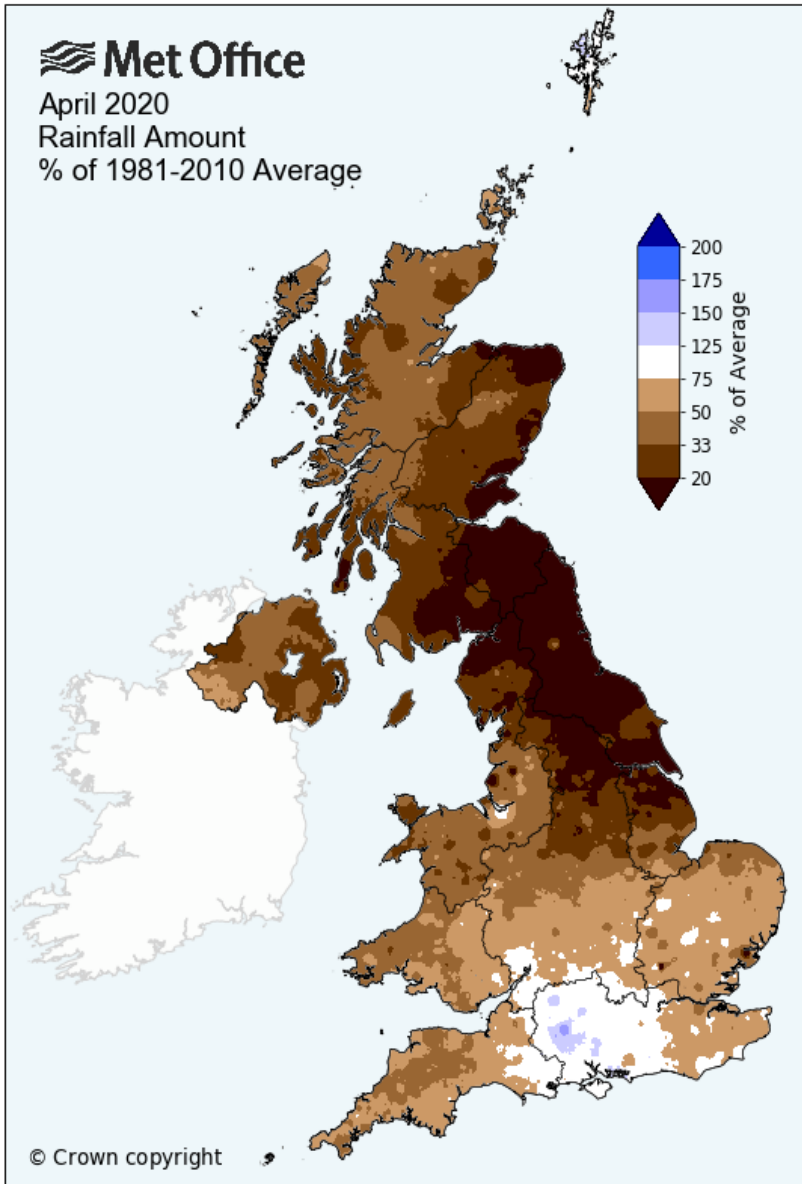 Met Office
April 2020
Rainfall Amount
% of 1981-2010 Average
200
175
150
125
75
50
33
20
% of Average
© Crown copyright